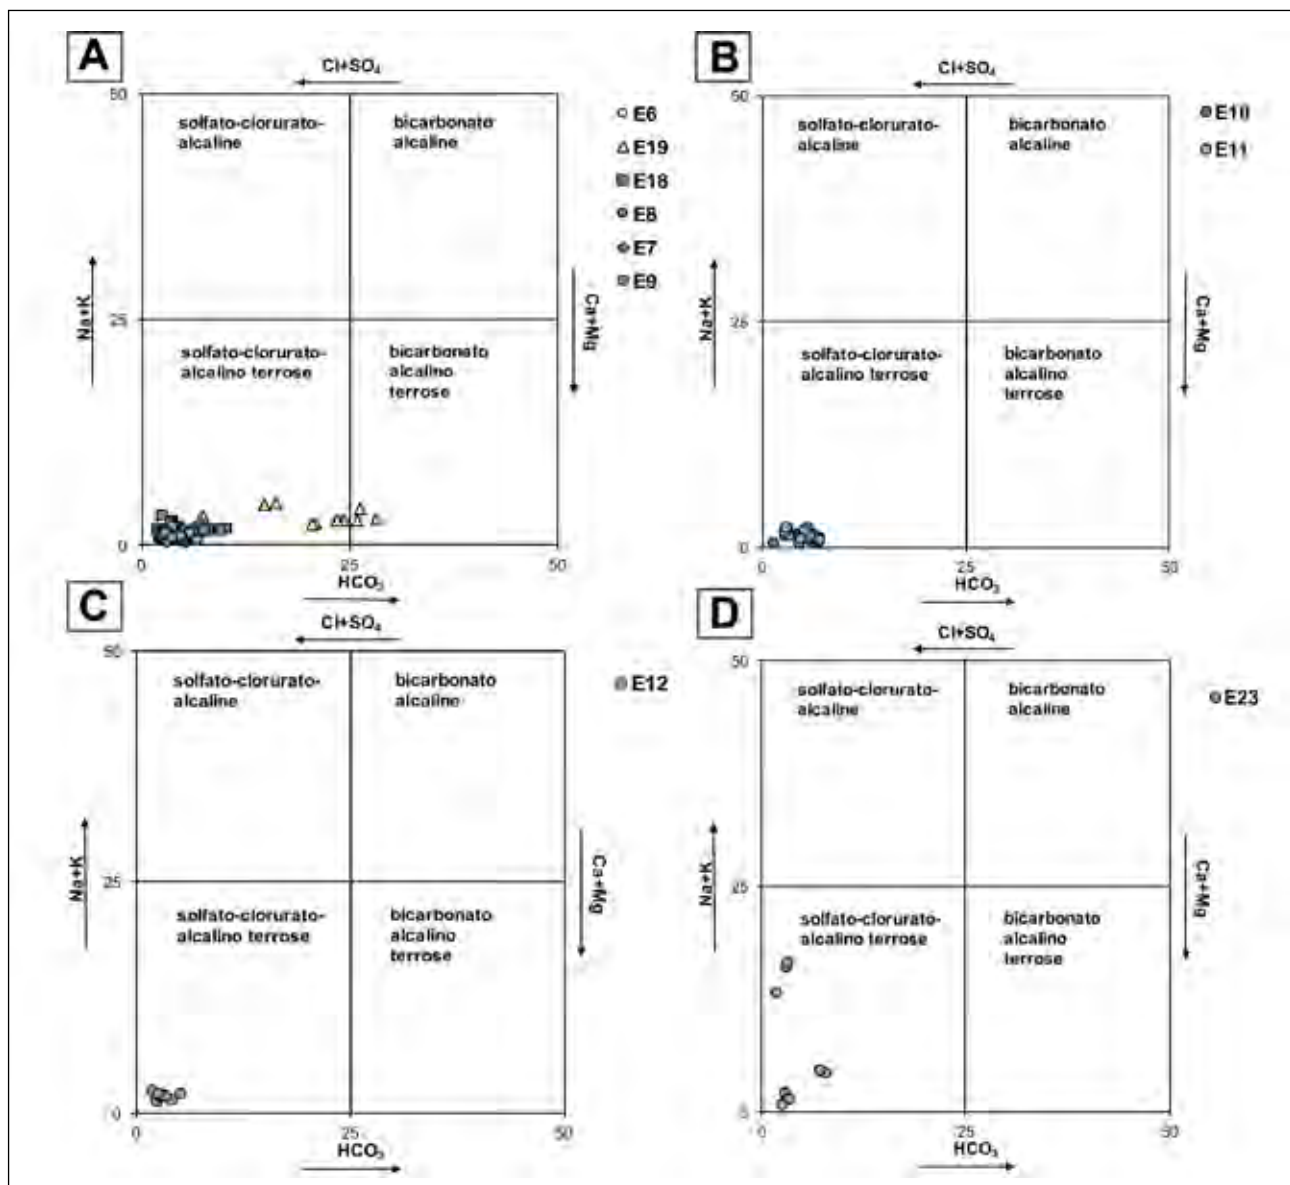 A
Cl+SO₄
50
solfato-clorurato-
alcaline
bicarbonato
alcaline
E6
E19
E18
E8
E7
E9
Na+K
Ca+Mg
25
solfato-clorurato-
alcalino terrose
bicarbonato
alcalino
terrose
0
0
25
50
HCO₃
B
Cl+SO₄
50
solfato-clorurato-
alcaline
bicarbonato
alcaline
E10
E11
Na+K
Ca+Mg
25
solfato-clorurato-
alcalino terrose
bicarbonato
alcalino
terrose
0
0
25
50
HCO₃
C
Cl+SO₄
50
solfato-clorurato-
alcaline
bicarbonato
alcaline
E12
Na+K
Ca+Mg
25
solfato-clorurato-
alcalino terrose
bicarbonato
alcalino
terrose
0
0
25
50
HCO₃
D
Cl+SO₄
50
solfato-clorurato-
alcaline
bicarbonato
alcaline
E23
Na+K
Ca+Mg
25
solfato-clorurato-
alcalino terrose
bicarbonato
alcalino
terrose
0
25
50
HCO₃